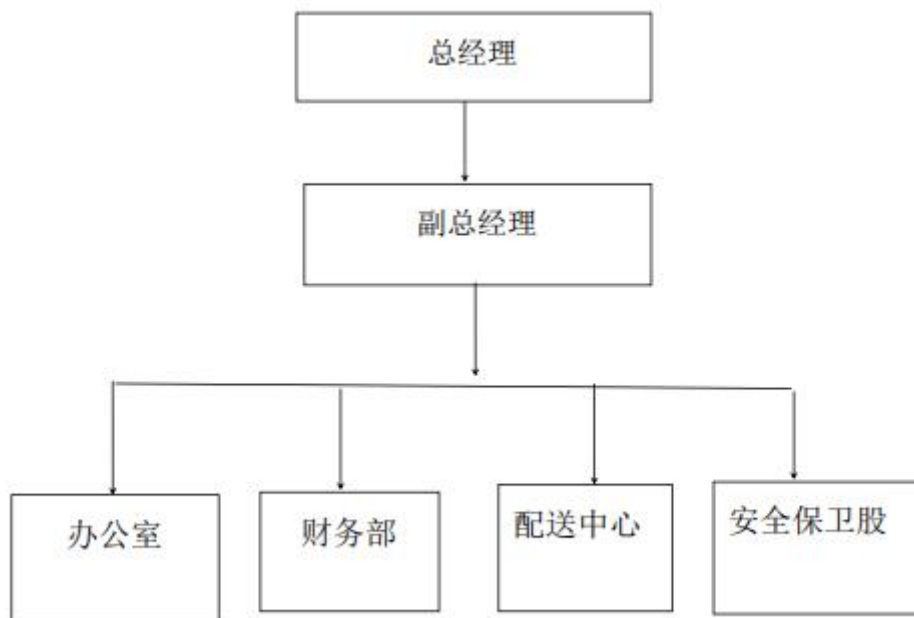 总经理
副总经理
办公室
财务部
配送中心
安全保卫股